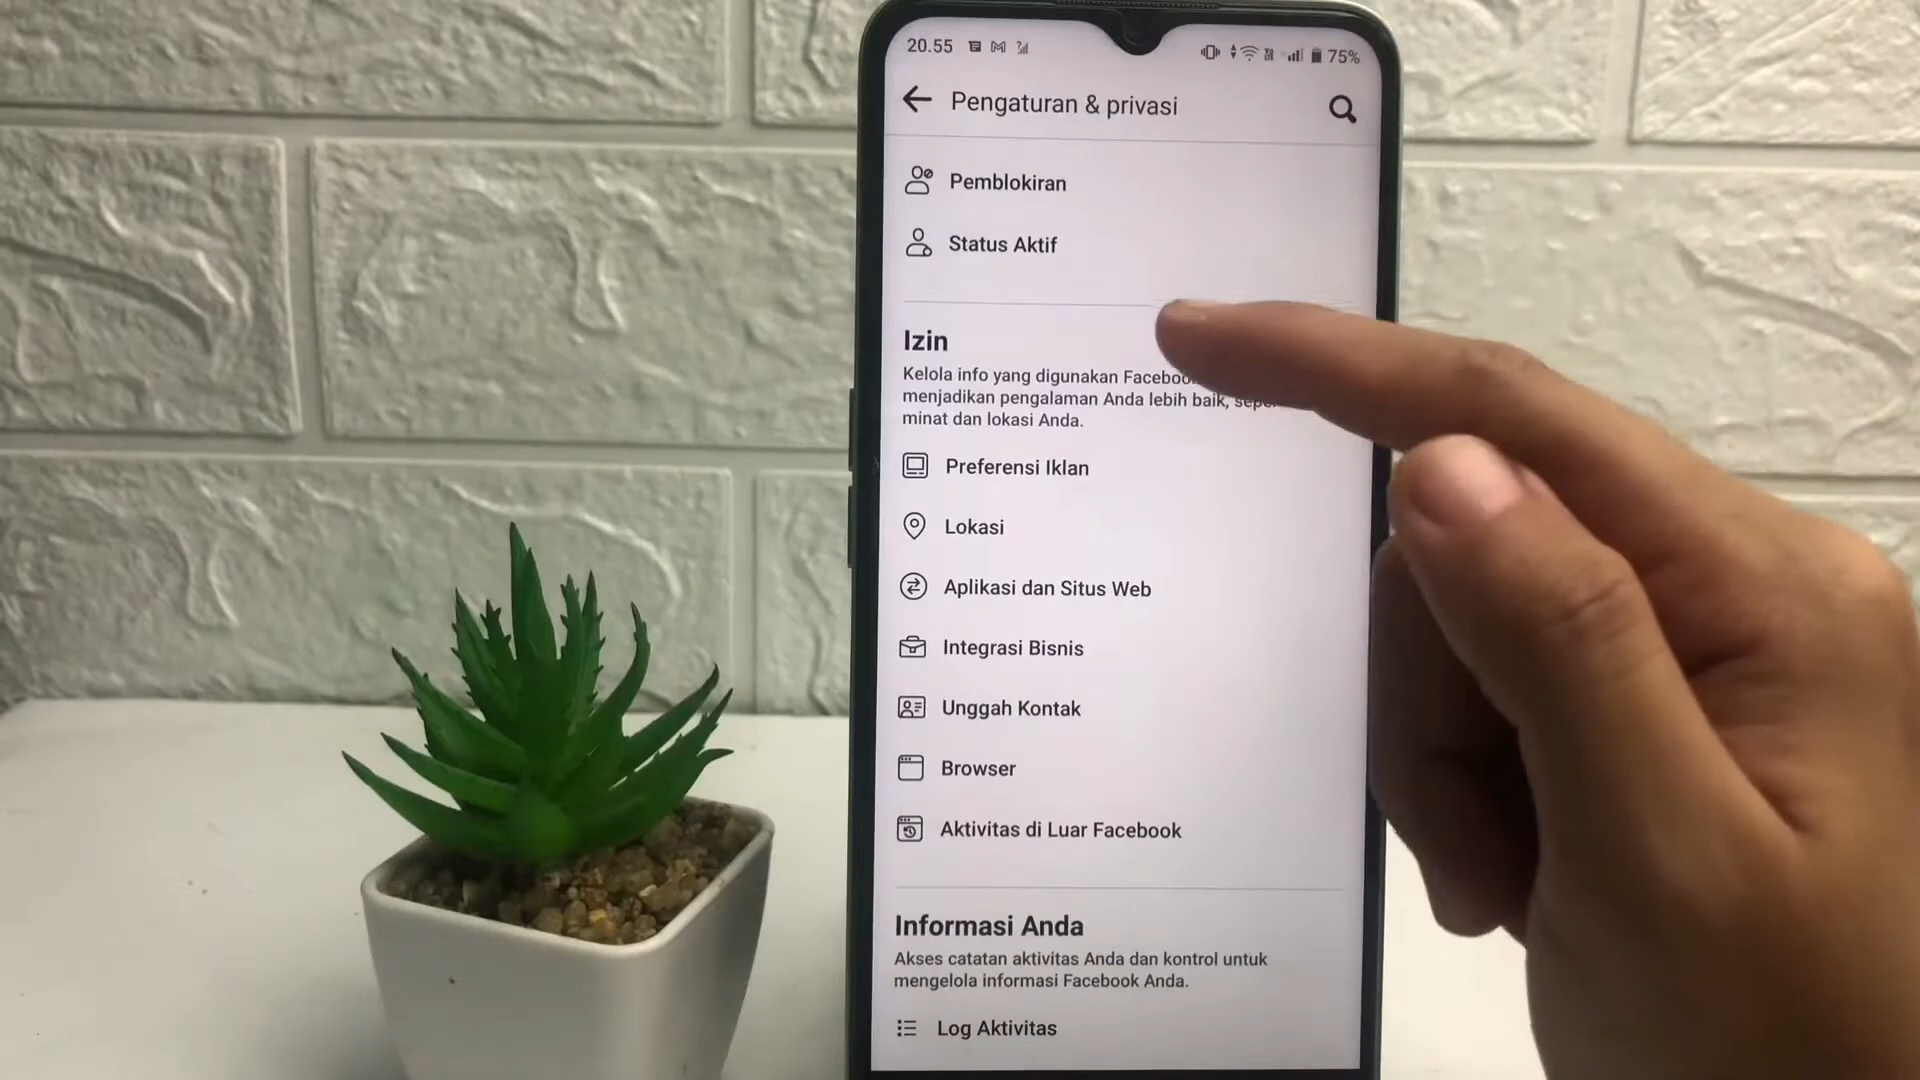 20.55
75%
Pengaturan & privasi
Pemblokiran
Status Aktif
Izin
Kelola info yang digunakan
menjadikan pengalaman Anda lebih baik,
minat dan lokasi Anda.
Preferensi Iklan
Lokasi
Aplikasi dan Situs Web
Integrasi Bisnis
Unggah Kontak
Browser
Aktivitas di Luar Facebook
Informasi Anda
Akses catatan aktivitas Anda dan kontrol untuk
mengelola informasi Facebook Anda.
Log Aktivitas